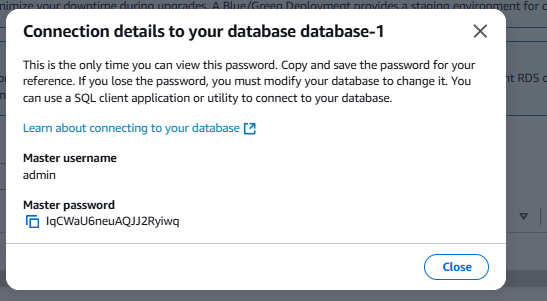 nimize your downtime during upgrades. A Blue/Green Deployment provides a staging environment for c
Connection details to your database database-1
This is the only time you can view this password. Copy and save the password for your
reference. If you lose the password, you must modify your database to change it. You
can use a SQL client application or utility to connect to your database.
nt RDS c
Learn about connecting to your database
Master username
admin
Master password
IqCWaU6neuAQJJ2Ryiwq
Close